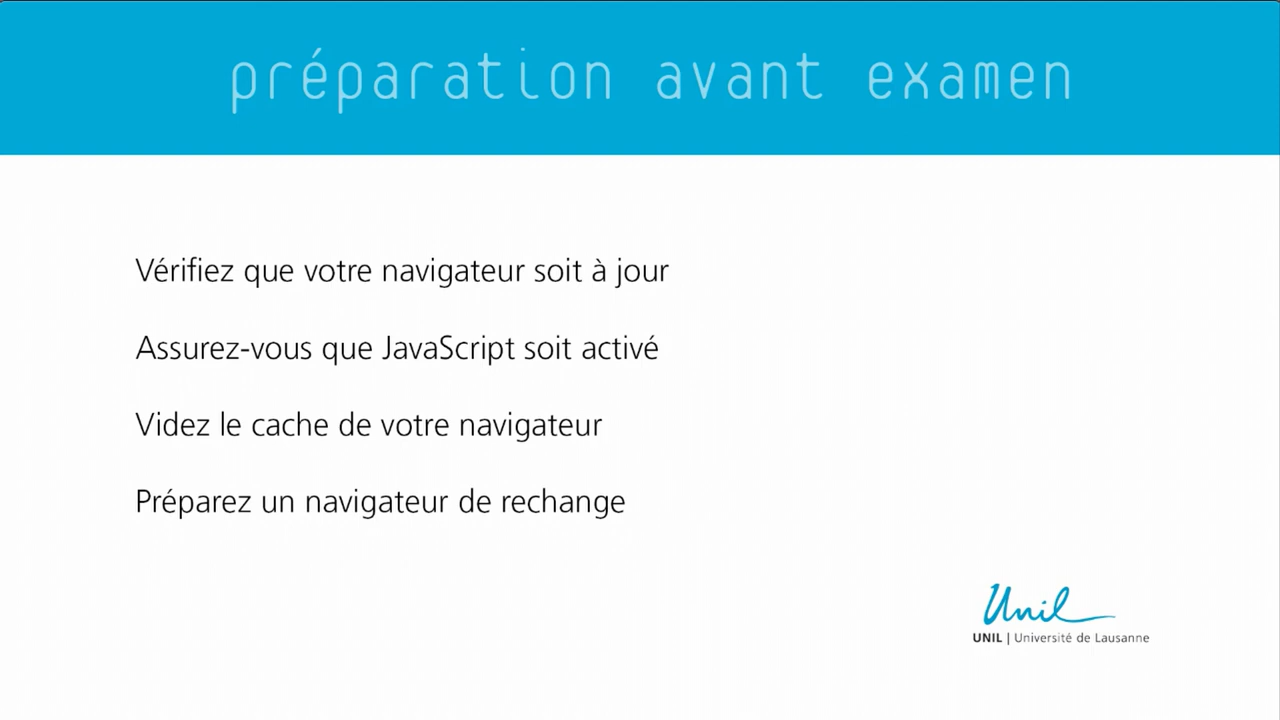 préparation avant examen
Vérifiez que votre navigateur soit à jour
Assurez-vous que JavaScript soit activé
Videz le cache de votre navigateur
Préparez un navigateur de rechange
Unil
UNIL | Université de Lausanne